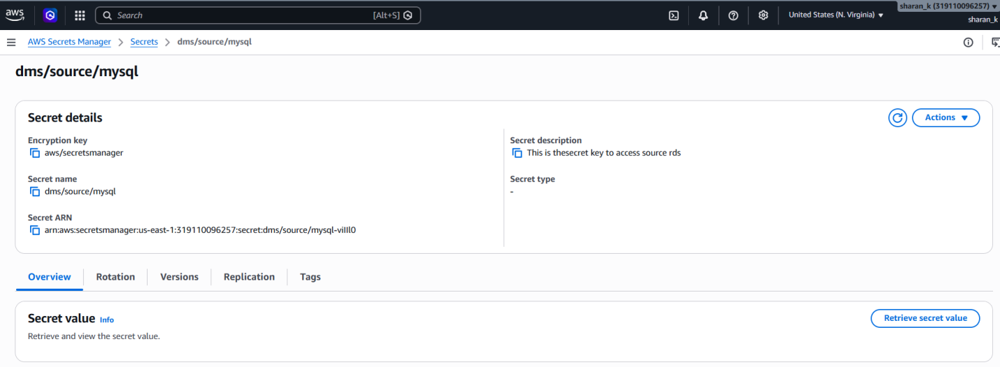 aws
Search
[Alt+S]
United States (N. Virginia)
sharan_k (319110096257)
sharan_k
AWS Secrets Manager
Secrets
dms/source/mysql
dms/source/mysql
Secret details
Actions
Encryption key
aws/secretsmanager
Secret name
dms/source/mysql
Secret ARN
arn:aws:secretsmanager:us-east-1:319110096257:secret:dms/source/mysql-viIIl0
Secret description
This is thesecret key to access source rds
Secret type
-
Overview
Rotation
Versions
Replication
Tags
Secret value Info
Retrieve secret value
Retrieve and view the secret value.